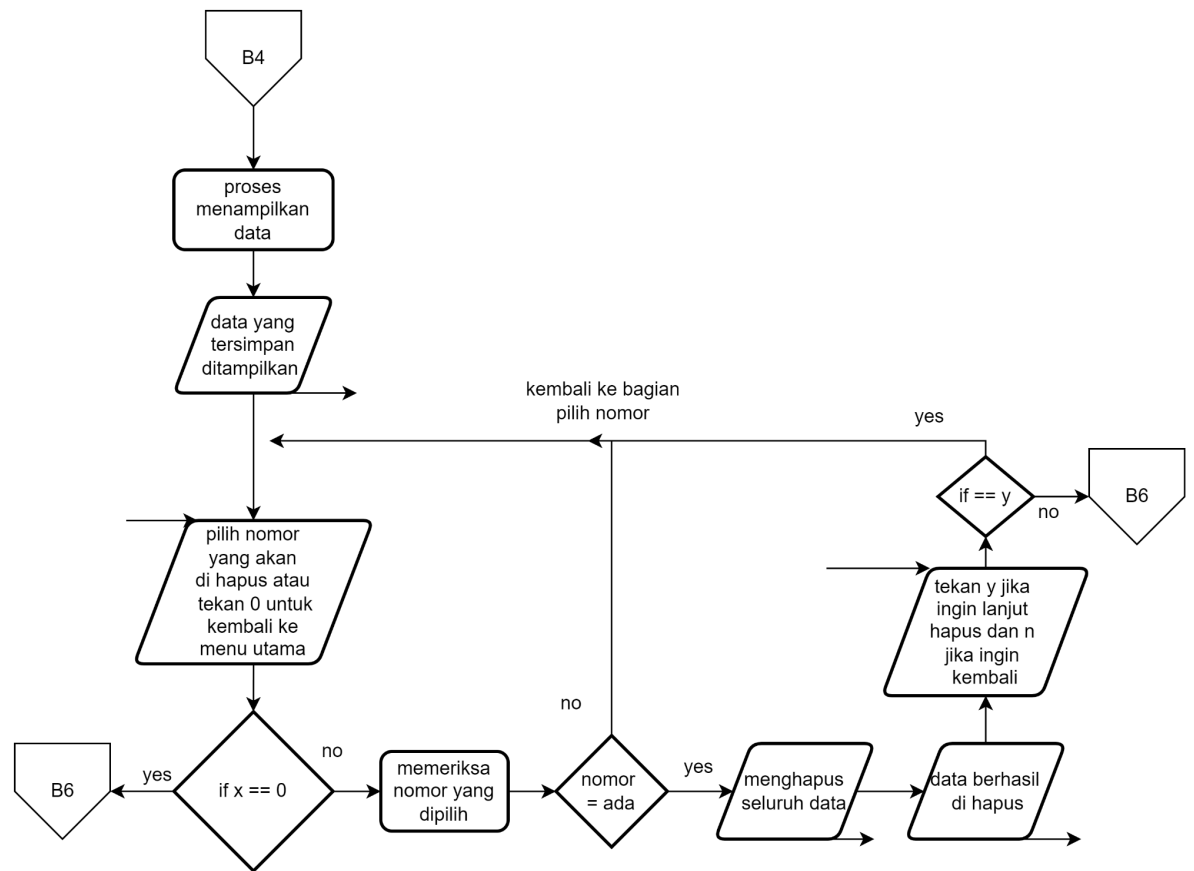 B4
proses
menampilkan
data
data yang
tersimpan
ditampilkan
kembali ke bagian
pilih nomor
yes
if == y
no
B6
pilih nomor
yang akan
di hapus atau
tekan 0 untuk
kembali ke
menu utama
tekan y jika
ingin lanjut
hapus dan n
jika ingin
kembali
B6
yes
if x == 0
no
memeriksa
nomor yang
dipilih
no
nomor
= ada
yes
menghapus
seluruh data
data berhasil
di hapus